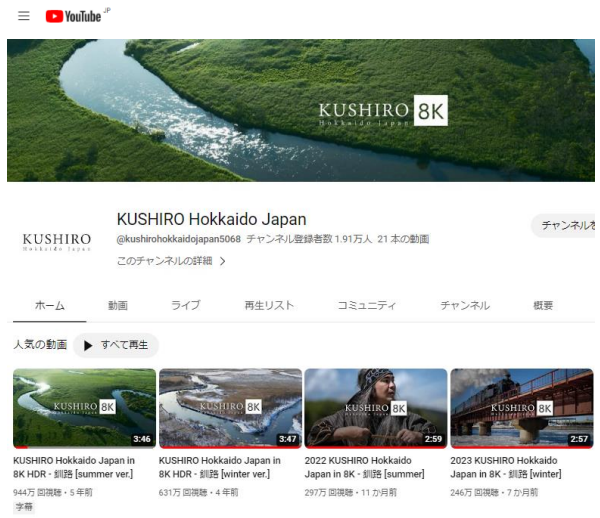 YouTube JP
KUSHIRO 8K
Hokkaido Japan
KUSHIRO Hokkaido Japan
KUSHIRO
Hokkaido Japan
@kushirohokkaidojapan5068 チャンネル登録者数 1.91万人 21 本の動画
チャンネルを
このチャンネルの詳細 >
ホーム 動画 ライブ 再生リスト コミュニティ チャンネル 概要
人気の動画 すべて再生
KUSHIRO 8K
3:46
KUSHIRO Hokkaido Japan in
8K HDR - 釧路 [summer ver.]
944万 回視聴・5 年前
字幕
KUSHIRO 8K
3:47
KUSHIRO Hokkaido Japan in
8K HDR - 釧路 [winter ver.]
631万 回視聴・4 年前
KUSHIRO 8K
2:59
2022 KUSHIRO Hokkaido
Japan in 8K - 釧路 [summer]
297万 回視聴・11 か月前
KUSHIRO 8K
2:57
2023 KUSHIRO Hokkaido
Japan in 8K - 釧路 [winter]
246万 回視聴・7 か月前